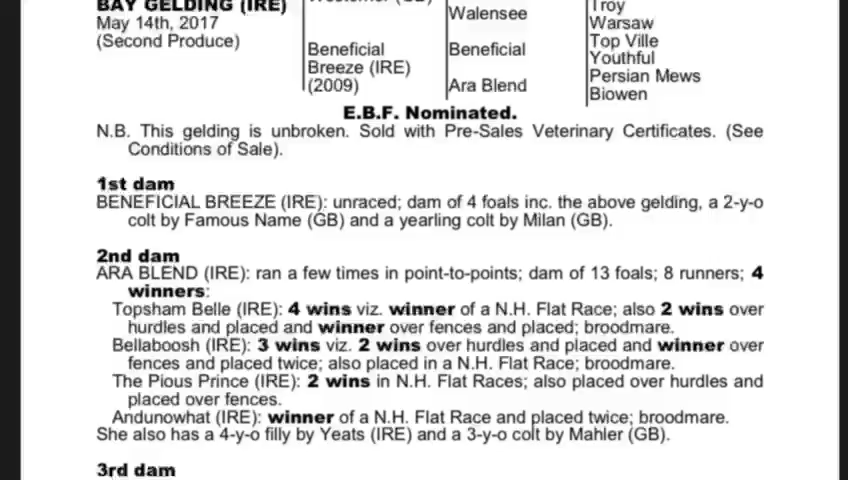 BAY GELDING (IRE)
May 14th, 2017
(Second Produce)
Walensee
Troy
Warsaw
Beneficial
Breeze (IRE)
(2009)
Beneficial
Ara Blend
Top Ville
Youthful
Persian Mews
Biowen
E.B.F. Nominated.
N.B. This gelding is unbroken. Sold with Pre-Sales Veterinary Certificates. (See
Conditions of Sale).
1st dam
BENEFICIAL BREEZE (IRE): unraced; dam of 4 foals inc. the above gelding, a 2-y-o
colt by Famous Name (GB) and a yearling colt by Milan (GB).
2nd dam
ARA BLEND (IRE): ran a few times in point-to-points; dam of 13 foals; 8 runners; 4
winners:
Topsham Belle (IRE): 4 wins viz. winner of a N.H. Flat Race; also 2 wins over
hurdles and placed and winner over fences and placed; broodmare.
Bellaboosh (IRE): 3 wins viz. 2 wins over hurdles and placed and winner over
fences and placed twice; also placed in a N.H. Flat Race; broodmare.
The Pious Prince (IRE): 2 wins in N.H. Flat Races; also placed over hurdles and
placed over fences.
Andunowhat (IRE): winner of a N.H. Flat Race and placed twice; broodmare.
She also has a 4-y-o filly by Yeats (IRE) and a 3-y-o colt by Mahler (GB).
3rd dam